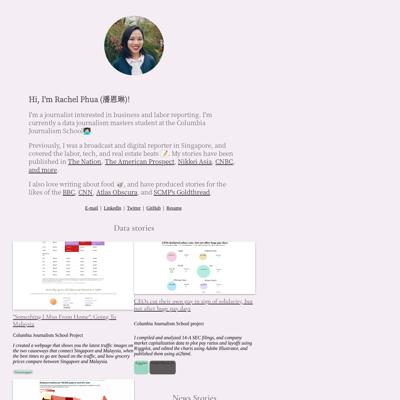 Hi, I'm Rachel Phua (潘恩琳)!
I'm a journalist interested in business and labor reporting. I'm
currently a data journalism masters student at the Columbia
Journalism School
Previously, I was a broadcast and digital reporter in Singapore, and
covered the labor, tech, and real estate beats. My stories have been
published in The Nation, The American Prospect, Nikkei Asia, CNBC,
and more.
I also love writing about food, and have produced stories for the
likes of the BBC, CNN, Atlas Obscura, and SCMP's Goldthread.
E-mail | LinkedIn | Twitter | GitHub | Resume
Data stories
"Something I Miss From Home": Going To
Malaysia
Columbia Journalism School project
I created a webpage that shows you the latest traffic images on
the two causeways that connect Singapore and Malaysia, when
the best times to go are based on the traffic, and how grocery
prices compare between Singapore and Malaysia.
CEOs cut their own pay in sign of solidarity, but
not after huge pay days
Columbia Journalism School project
I compiled and analyzed 14-A SEC filings, and company
market capitalization data to plot pay ratios and layoffs using
R/ggplot, and edited the charts using Adobe Illustrator, and
published them using ai2html.
News Stories